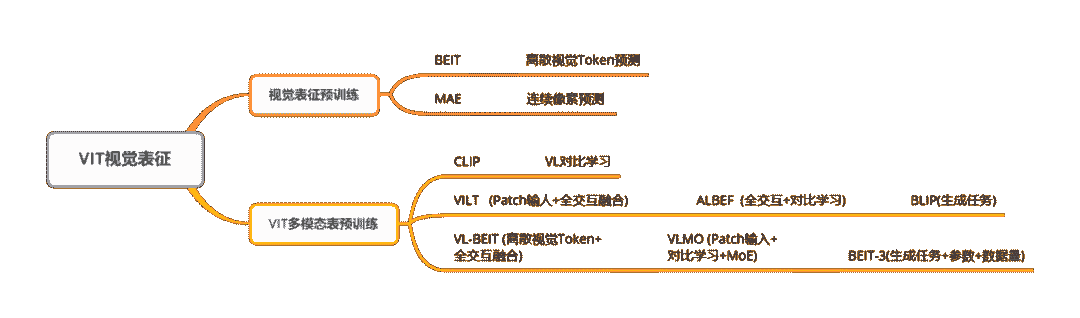 VIT视觉表征
视觉表征预训练
BEIT 离散视觉Token预测
MAE 连续像素预测
VIT多模态表预训练
CLIP VL对比学习
VILT (Patch输入+全交互融合) ALBEF (全交互+对比学习) BLIP(生成任务)
VL-BEIT (离散视觉Token+
全交互融合)
VLMO (Patch输入+
对比学习+MoE)
BEIT-3(生成任务+参数+数据量)